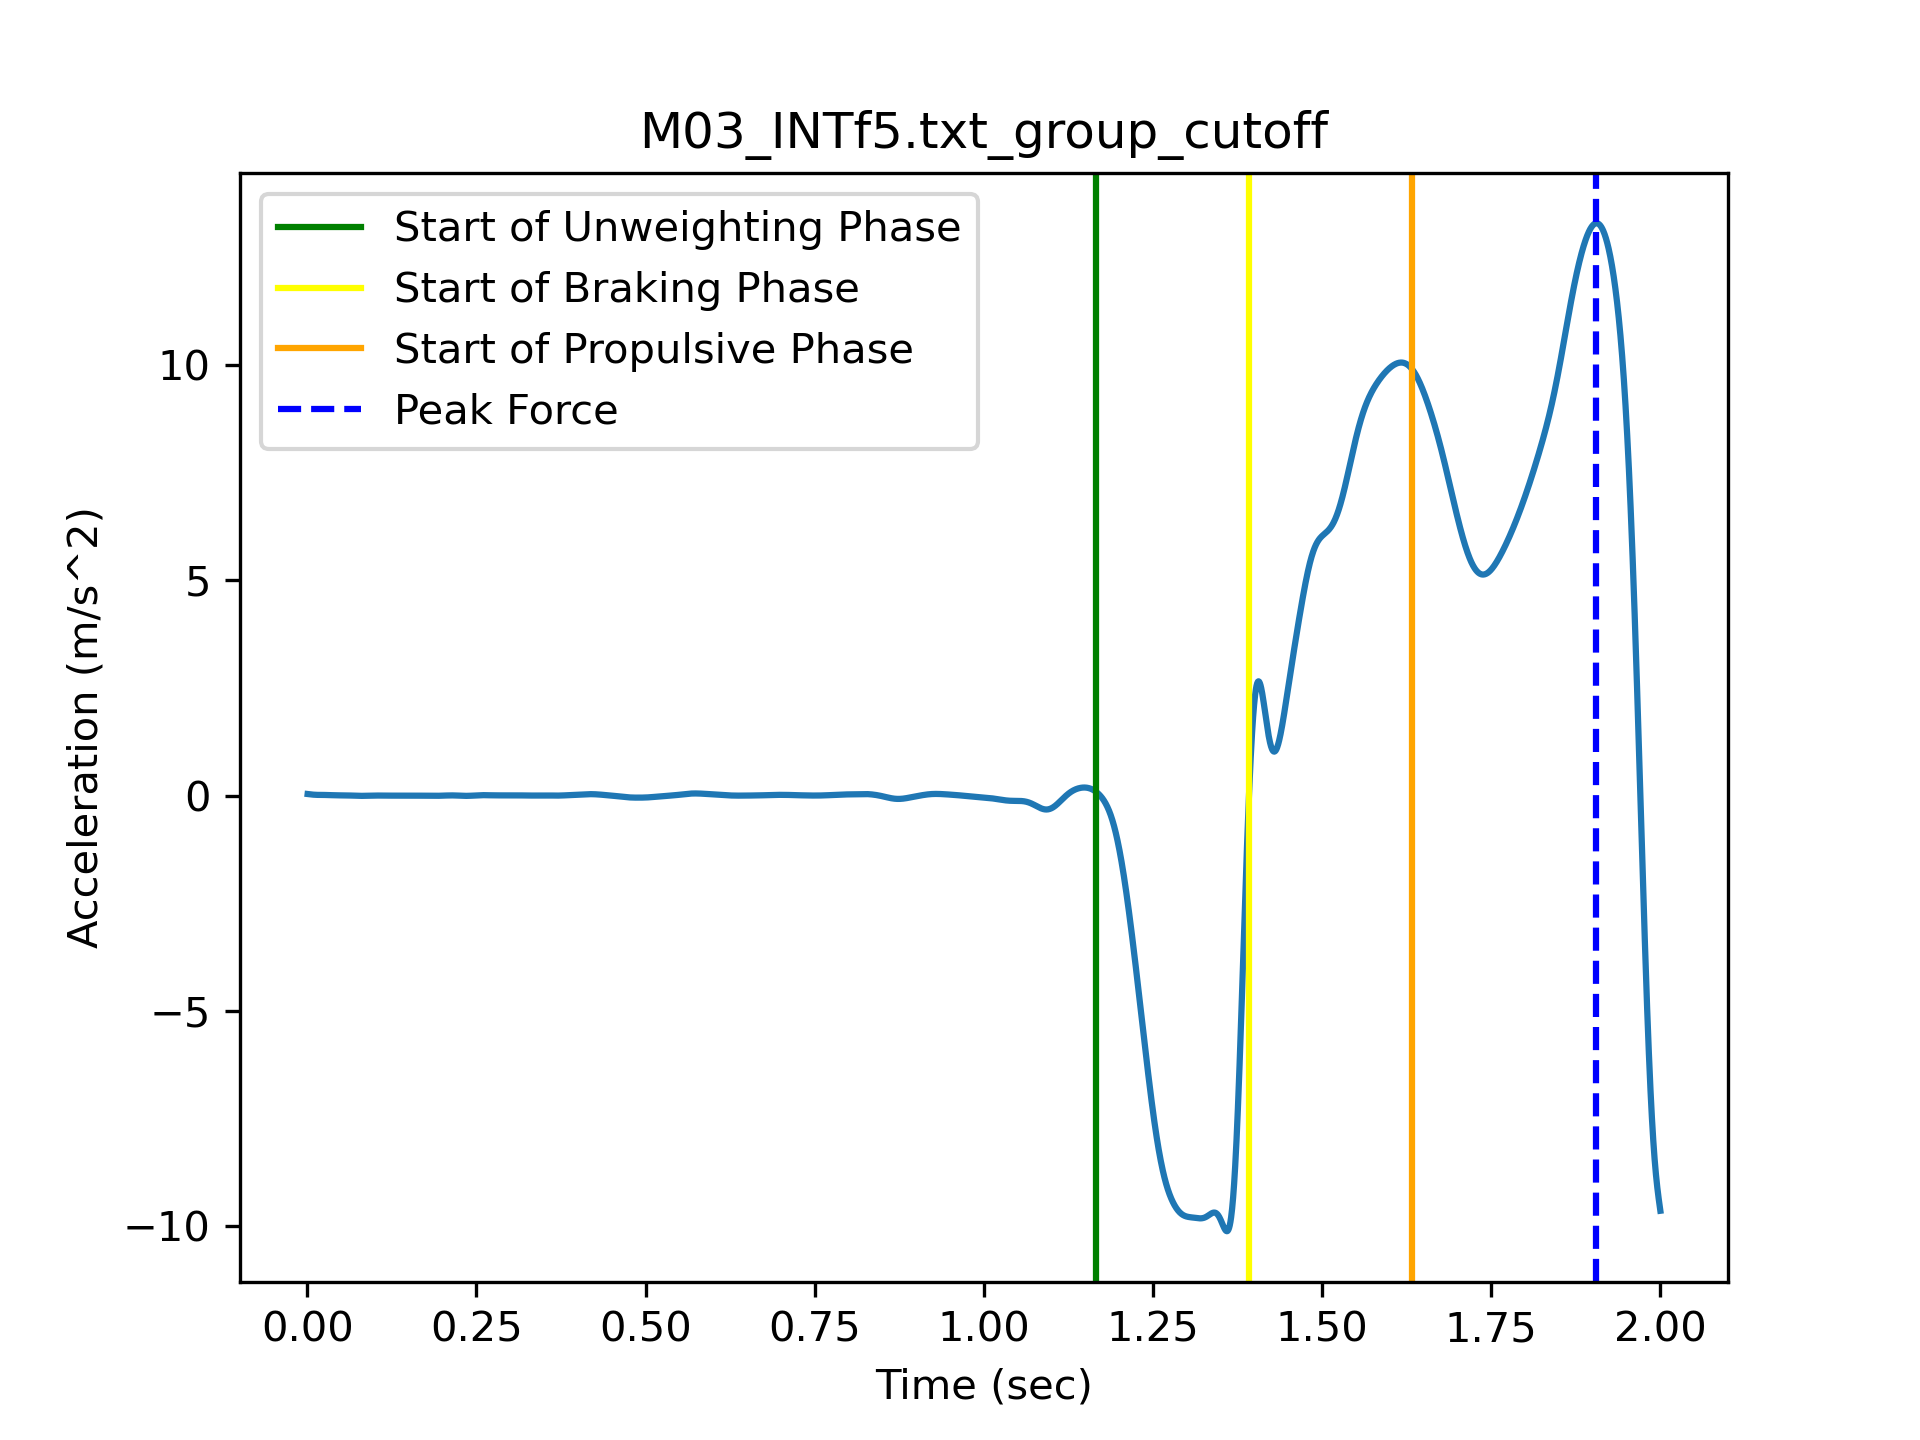 M03_INTf5.txt_group_cutoff
Start of Unweighting Phase
Start of Braking Phase
Start of Propulsive Phase
Peak Force
Acceleration (m/s^2)
10
5
0
−5
−10
0.00 0.25 0.50 0.75 1.00 1.25 1.50 1.75 2.00
Time (sec)